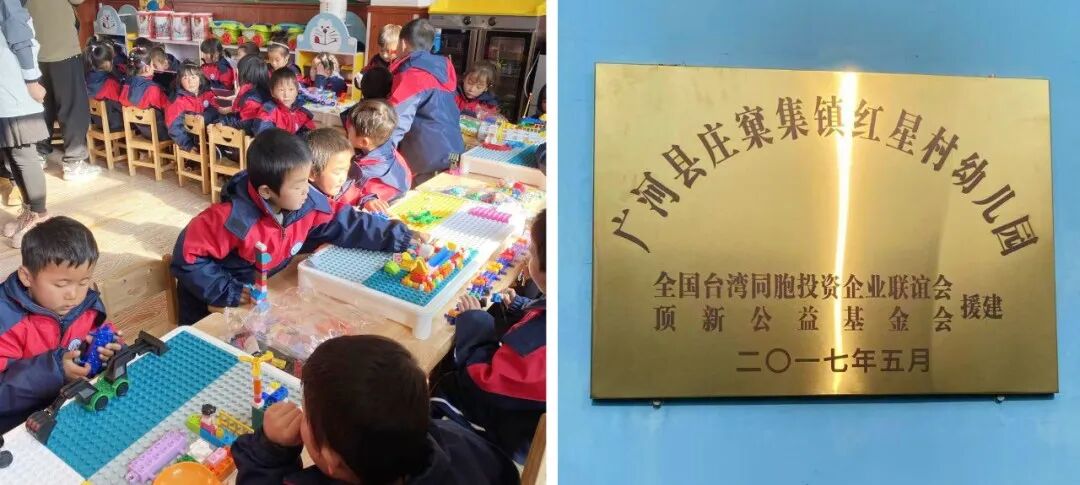 广河县庄窠集镇红星村幼儿园
全国台湾同胞投资企业联谊会
顶新公益基金会
援建
二〇一七年五月